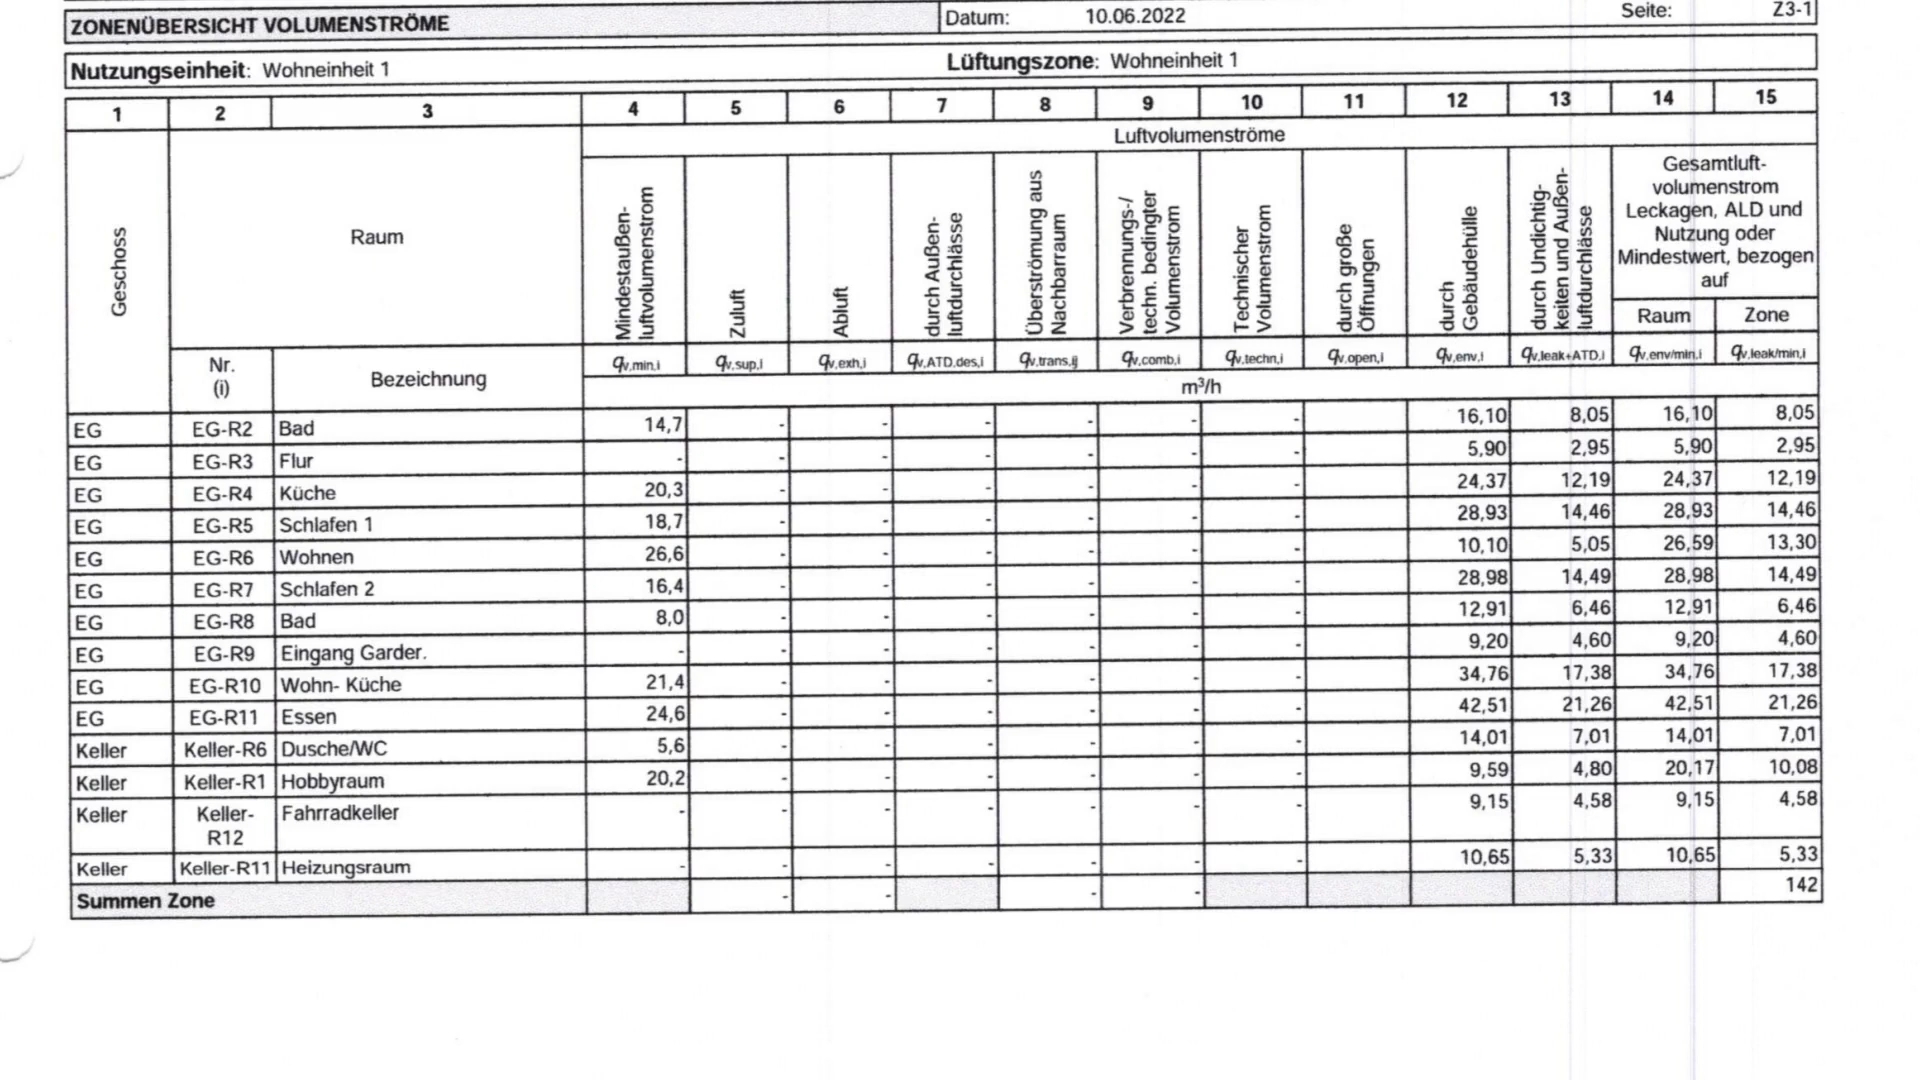 ZONENÜBERSICHT VOLUMENSTRÖME Datum: 10.06.2022 Seite: Z3-1
Nutzungseinheit: Wohneinheit 1 Lüftungszone: Wohneinheit 1
1 2 3 4 5 6 7 8 9 10 11 12 13 14 15
Luftvolumenströme
Geschoss
Raum
Mindestaußen-
luftvolumenstrom
Zuluft
Abluft
durch Außen-
luftdurchlässe
Überströmung aus
Nachbarraum
Verbrennungs-/
techn. bedingter
Volumenstrom
Technischer
Volumenstrom
durch große
Öffnungen
durch
Gebäudehülle
durch Undichtig-
keiten und Außen-
luftdurchlässe
Gesamtluft-
volumenstrom
Leckagen, ALD und
Nutzung oder
Mindestwert, bezogen
auf
Raum Zone
Nr.
(i)
Bezeichnung
qv,min,i qv,sup,i qv,exh,i qv,ATD,des,i qv,trans,ij qv,comb,i qv,techn,i qv,open,i qv,env,i qv,leak+ATD,i qv,env/min,i qv,leak/min,i
m³/h
EG EG-R2 Bad 14,7 - - - - - - 16,10 8,05 16,10 8,05
EG EG-R3 Flur - - - - - - - 5,90 2,95 5,90 2,95
EG EG-R4 Küche 20,3 - - - - - - 24,37 12,19 24,37 12,19
EG EG-R5 Schlafen 1 18,7 - - - - - - 28,93 14,46 28,93 14,46
EG EG-R6 Wohnen 26,6 - - - - - - 10,10 5,05 26,59 13,30
EG EG-R7 Schlafen 2 16,4 - - - - - - 28,98 14,49 28,98 14,49
EG EG-R8 Bad 8,0 - - - - - - 12,91 6,46 12,91 6,46
EG EG-R9 Eingang Garder. - - - - - - - 9,20 4,60 9,20 4,60
EG EG-R10 Wohn- Küche 21,4 - - - - - - 34,76 17,38 34,76 17,38
EG EG-R11 Essen 24,6 - - - - - - 42,51 21,26 42,51 21,26
Keller Keller-R6 Dusche/WC 5,6 - - - - - - 14,01 7,01 14,01 7,01
Keller Keller-R1 Hobbyraum 20,2 - - - - - - 9,59 4,80 20,17 10,08
Keller Keller- Fahrradkeller - - - - - - - 9,15 4,58 9,15 4,58
R12
Keller Keller-R11 Heizungsraum - - - - - - - 10,65 5,33 10,65 5,33
Summen Zone - - - - 142